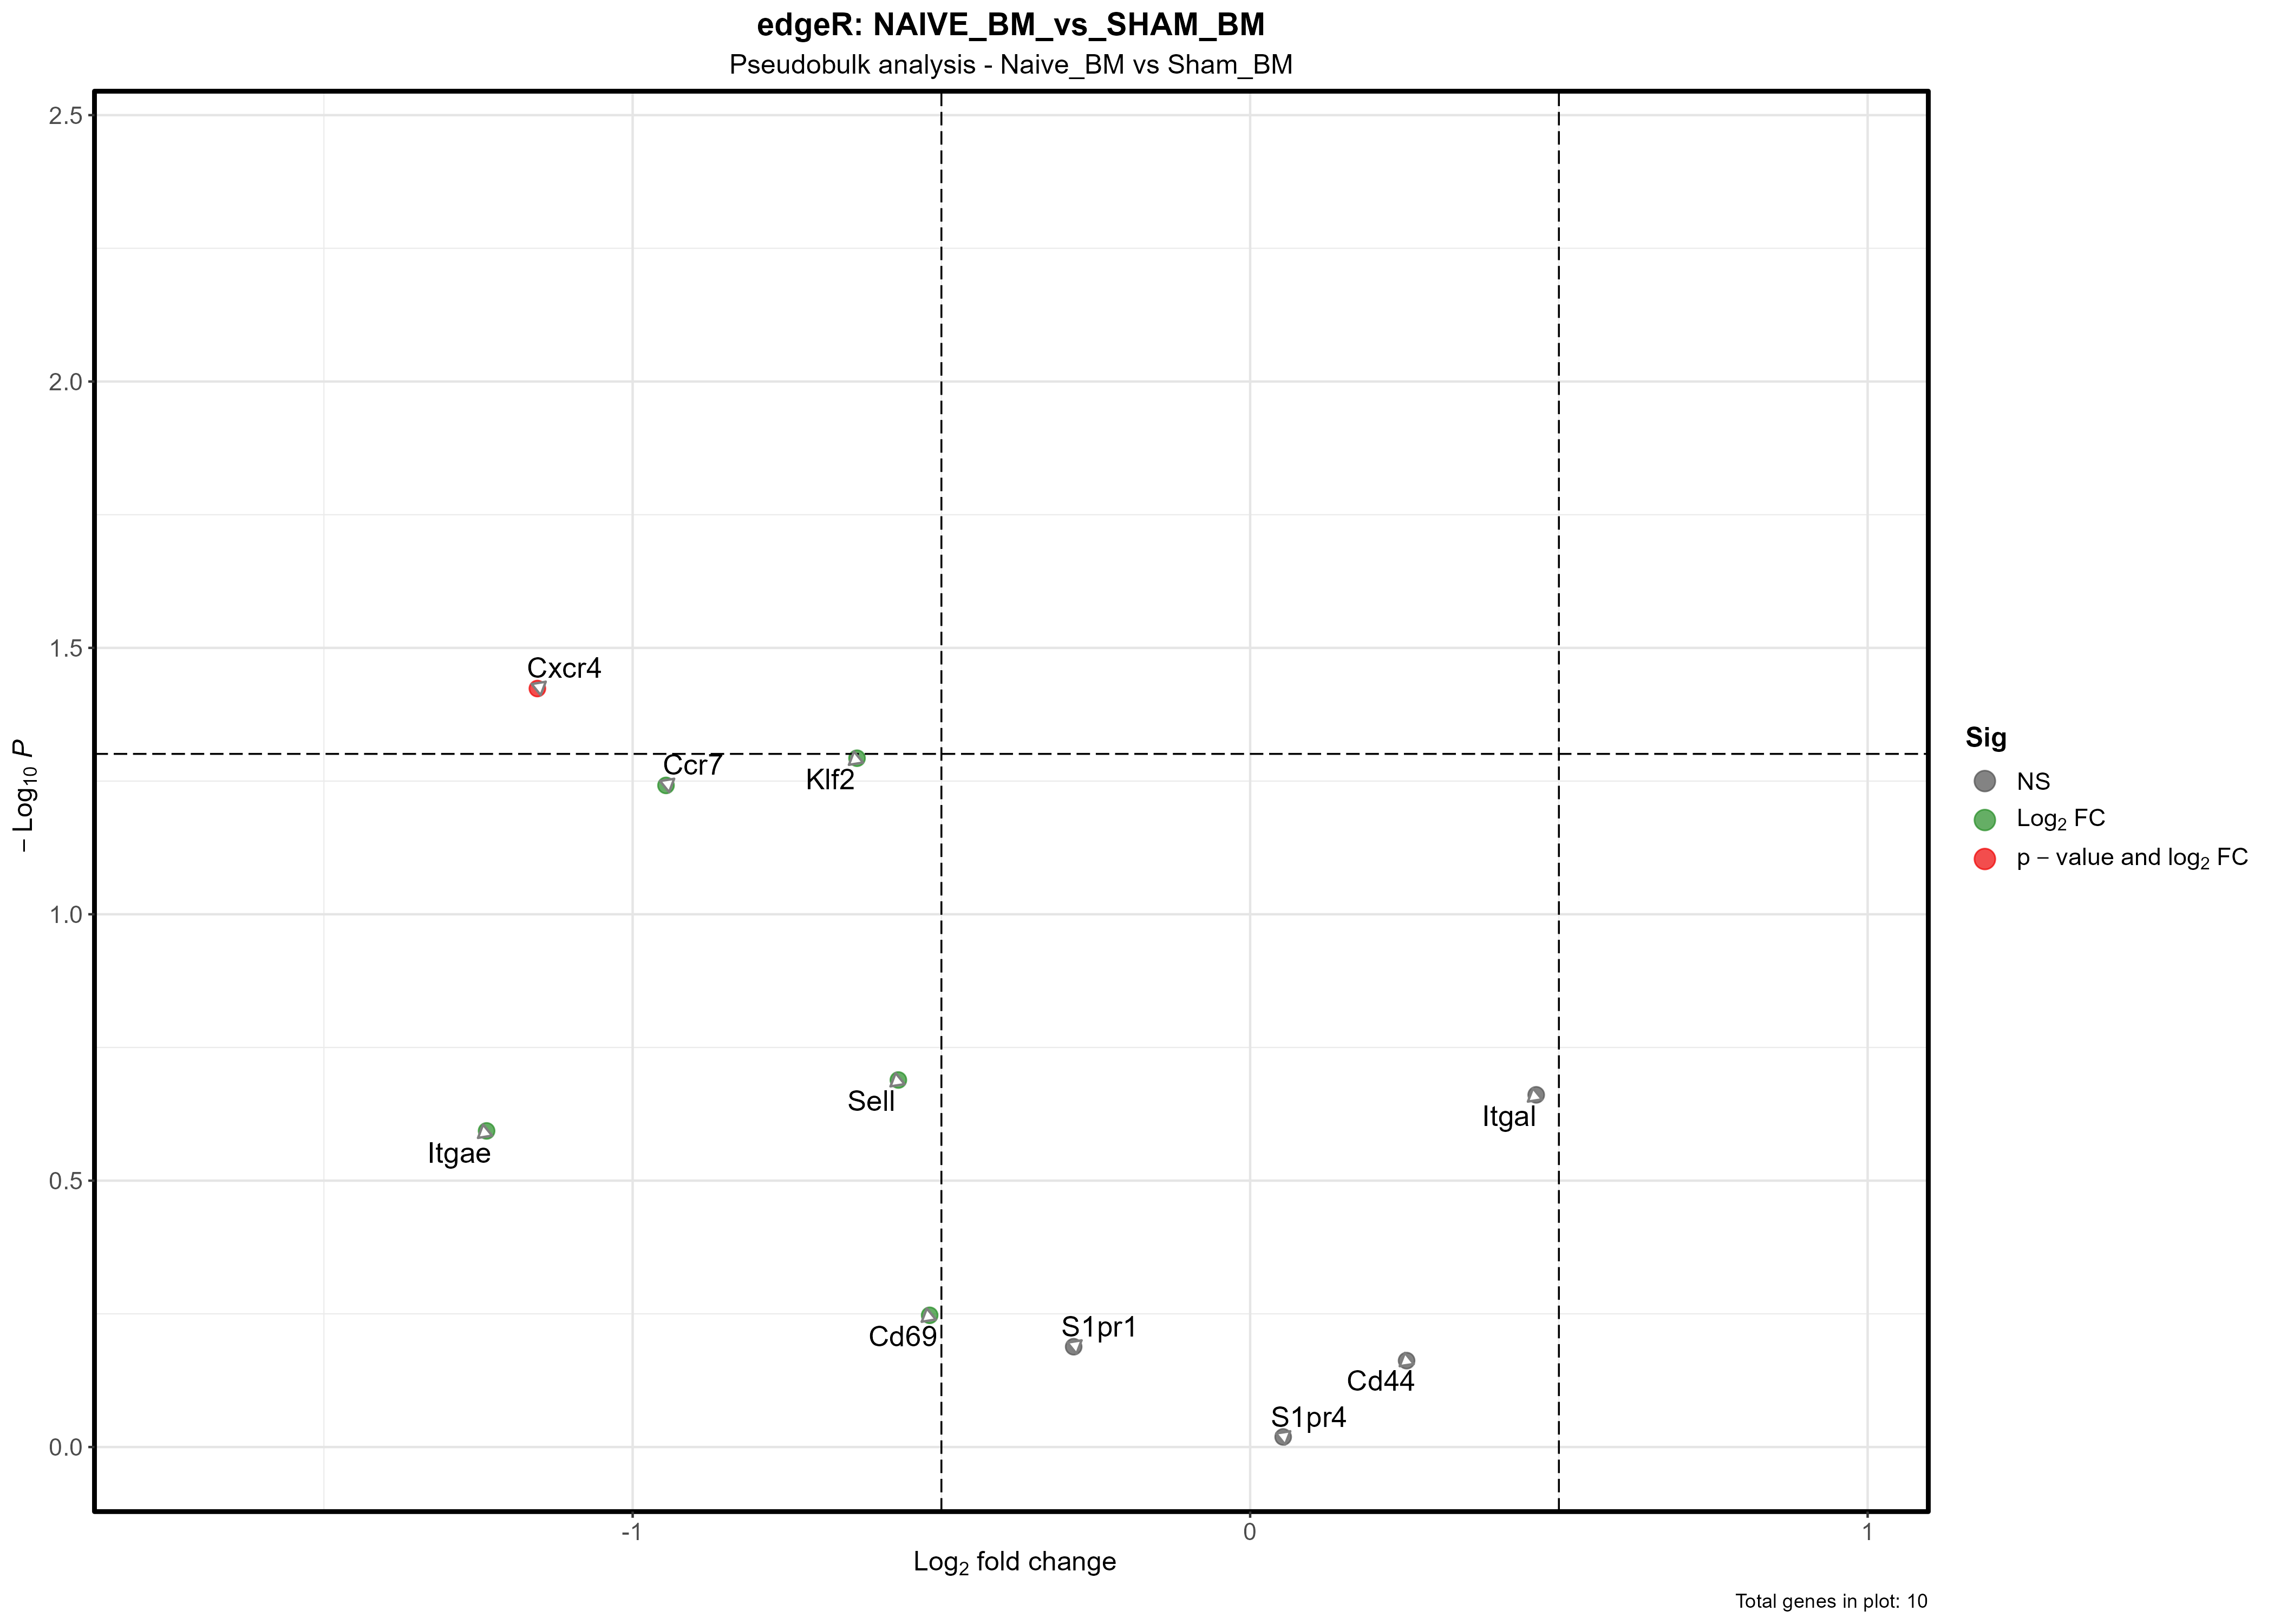 edgeR: NAIVE_BM_vs_SHAM_BM
Pseudobulk analysis - Naive_BM vs Sham_BM
− Log10 P
2.5
2.0
1.5
1.0
0.5
0.0
Cxcr4
Ccr7
Klf2
Sell
Itgal
Itgae
Cd69
S1pr1
Cd44
S1pr4
-1
0
1
Log2 fold change
Sig
NS
Log2 FC
p − value and log2 FC
Total genes in plot: 10